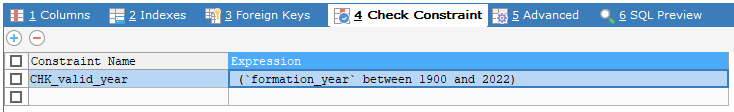 1 Columns 2 Indexes 3 Foreign Keys 4 Check Constraint 5 Advanced 6 SQL Preview
Constraint Name Expression
CHK_valid_year (`formation_year` between 1900 and 2022)